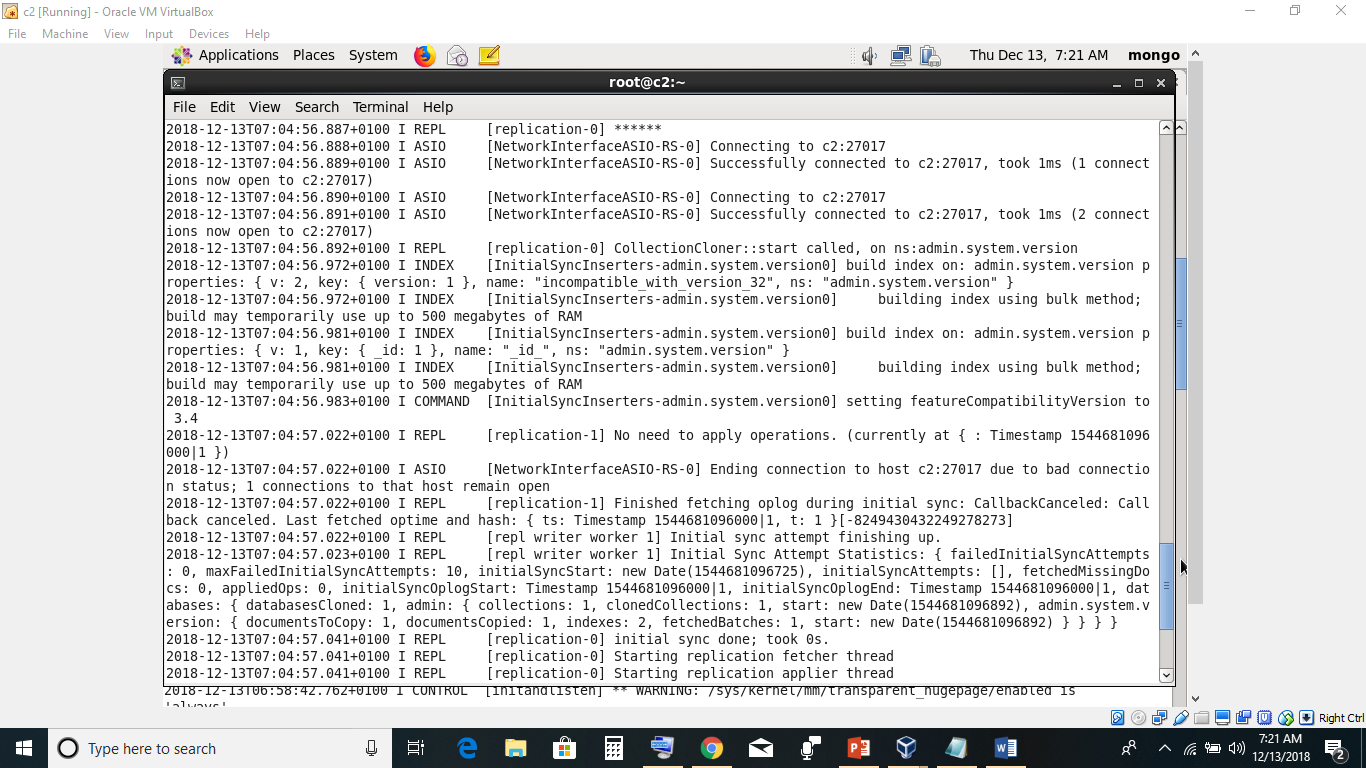 c2 [Running] - Oracle VM VirtualBox
File Machine View Input Devices Help
Applications Places System Thu Dec 13, 7:21 AM mongo
root@c2:~
File Edit View Search Terminal Help
2018-12-13T07:04:56.887+0100 I REPL     [replication-0] ******
2018-12-13T07:04:56.888+0100 I ASIO     [NetworkInterfaceASIO-RS-0] Connecting to c2:27017
2018-12-13T07:04:56.889+0100 I ASIO     [NetworkInterfaceASIO-RS-0] Successfully connected to c2:27017, took 1ms (1 connect
ions now open to c2:27017)
2018-12-13T07:04:56.890+0100 I ASIO     [NetworkInterfaceASIO-RS-0] Connecting to c2:27017
2018-12-13T07:04:56.891+0100 I ASIO     [NetworkInterfaceASIO-RS-0] Successfully connected to c2:27017, took 1ms (2 connect
ions now open to c2:27017)
2018-12-13T07:04:56.892+0100 I REPL     [replication-0] CollectionCloner::start called, on ns:admin.system.version
2018-12-13T07:04:56.972+0100 I INDEX    [InitialSyncInserters-admin.system.version0] build index on: admin.system.version p
roperties: { v: 2, key: { version: 1 }, name: "incompatible_with_version_32", ns: "admin.system.version" }
2018-12-13T07:04:56.972+0100 I INDEX    [InitialSyncInserters-admin.system.version0]     building index using bulk method;
build may temporarily use up to 500 megabytes of RAM
2018-12-13T07:04:56.981+0100 I INDEX    [InitialSyncInserters-admin.system.version0] build index on: admin.system.version p
roperties: { v: 1, key: { _id: 1 }, name: "_id_", ns: "admin.system.version" }
2018-12-13T07:04:56.981+0100 I INDEX    [InitialSyncInserters-admin.system.version0]     building index using bulk method;
build may temporarily use up to 500 megabytes of RAM
2018-12-13T07:04:56.983+0100 I COMMAND  [InitialSyncInserters-admin.system.version0] setting featureCompatibilityVersion to
 3.4
2018-12-13T07:04:57.022+0100 I REPL     [replication-1] No need to apply operations. (currently at { : Timestamp 1544681096
000|1 })
2018-12-13T07:04:57.022+0100 I ASIO     [NetworkInterfaceASIO-RS-0] Ending connection to host c2:27017 due to bad connectio
n status; 1 connections to that host remain open
2018-12-13T07:04:57.022+0100 I REPL     [replication-1] Finished fetching oplog during initial sync: CallbackCanceled: Call
back canceled. Last fetched optime and hash: { ts: Timestamp 1544681096000|1, t: 1 }[-8249430432249278273]
2018-12-13T07:04:57.022+0100 I REPL     [repl writer worker 1] Initial sync attempt finishing up.
2018-12-13T07:04:57.023+0100 I REPL     [repl writer worker 1] Initial Sync Attempt Statistics: { failedInitialSyncAttempts
: 0, maxFailedInitialSyncAttempts: 10, initialSyncStart: new Date(1544681096725), initialSyncAttempts: [], fetchedMissingDo
cs: 0, appliedOps: 0, initialSyncOplogStart: Timestamp 1544681096000|1, initialSyncOplogEnd: Timestamp 1544681096000|1, dat
abases: { databasesCloned: 1, admin: { collections: 1, clonedCollections: 1, start: new Date(1544681096892), admin.system.v
ersion: { documentsToCopy: 1, documentsCopied: 1, indexes: 2, fetchedBatches: 1, start: new Date(1544681096892) } } } }
2018-12-13T07:04:57.041+0100 I REPL     [replication-0] initial sync done; took 0s.
2018-12-13T07:04:57.041+0100 I REPL     [replication-0] Starting replication fetcher thread
2018-12-13T07:04:57.041+0100 I REPL     [replication-0] Starting replication applier thread
2018-12-13T06:58:42.762+0100 I CONTROL  [initandlisten] ** WARNING: /sys/kernel/mm/transparent_hugepage/enabled is
'always'
Right Ctrl
Type here to search
7:21 AM
12/13/2018
2